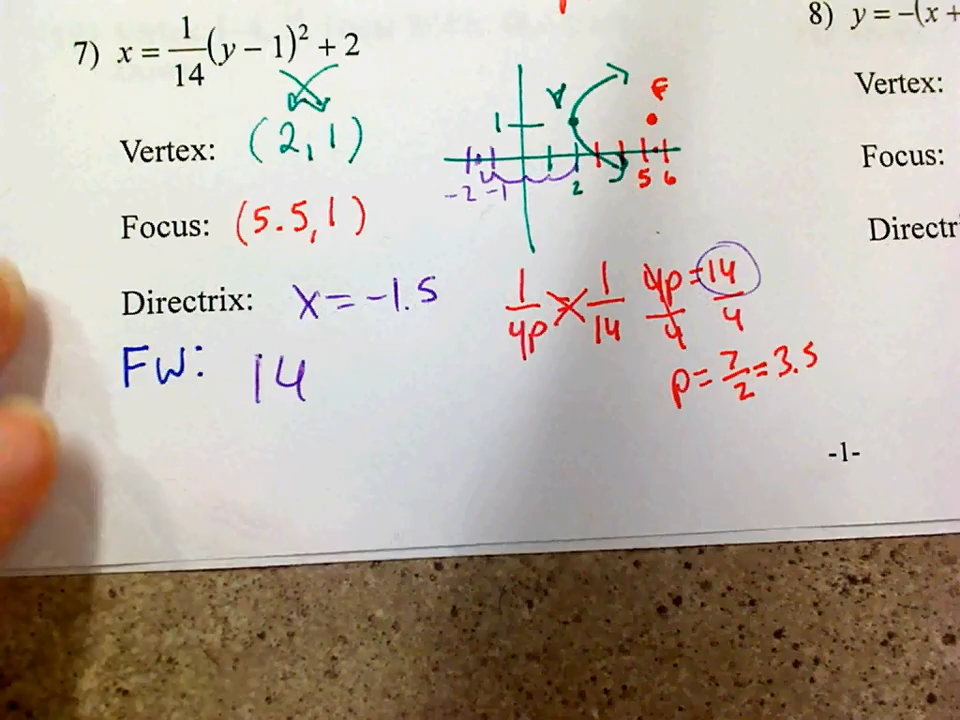 7) x = 1/14 (y − 1)² + 2
Vertex: (2, 1)
Focus: (5.5, 1)
Directrix: x = -1.5
FW: 14
V
F
1
-2 -1 2 5 6
1/4p 1/14 4p/4 = 14/4
p = 7/2 = 3.5
-1-
8) y = −(x +
Vertex:
Focus:
Directr